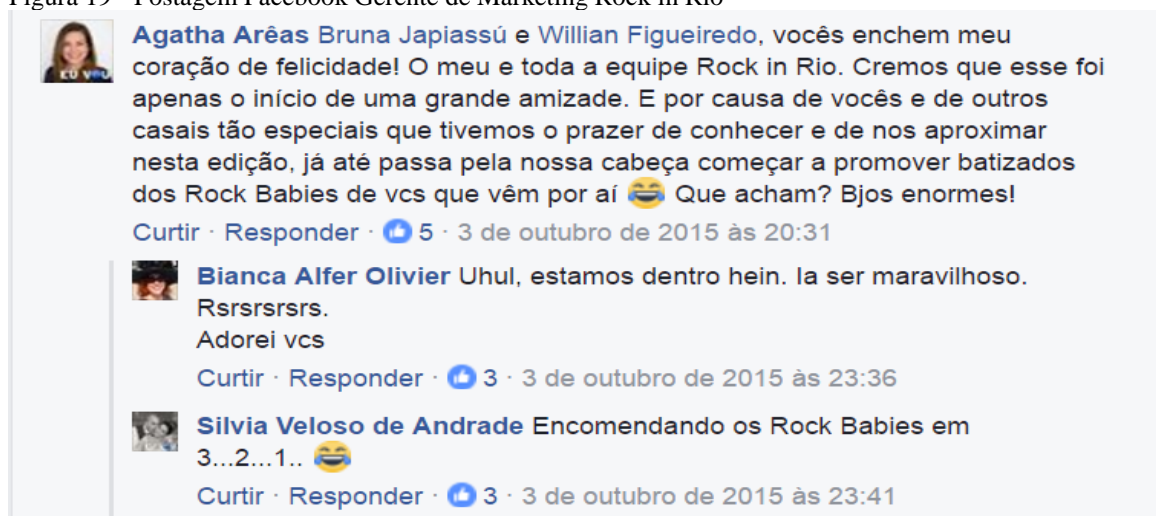 Figura 19 - Postagem Facebook Gerente de Marketing Rock in Rio
Agatha Arêas Bruna Japiassú e Willian Figueiredo, vocês enchem meu
coração de felicidade! O meu e toda a equipe Rock in Rio. Cremos que esse foi
apenas o início de uma grande amizade. E por causa de vocês e de outros
casais tão especiais que tivemos o prazer de conhecer e de nos aproximar
nesta edição, já até passa pela nossa cabeça começar a promover batizados
dos Rock Babies de vcs que vêm por aí 😂 Que acham? Bjos enormes!
Curtir · Responder · 5 · 3 de outubro de 2015 às 20:31
EU VOU
Bianca Alfer Olivier Uhul, estamos dentro hein. Ia ser maravilhoso.
Rsrsrsrsrs.
Adorei vcs
Curtir · Responder · 3 · 3 de outubro de 2015 às 23:36
Silvia Veloso de Andrade Encomendando os Rock Babies em
3...2...1.. 😂
Curtir · Responder · 3 · 3 de outubro de 2015 às 23:41